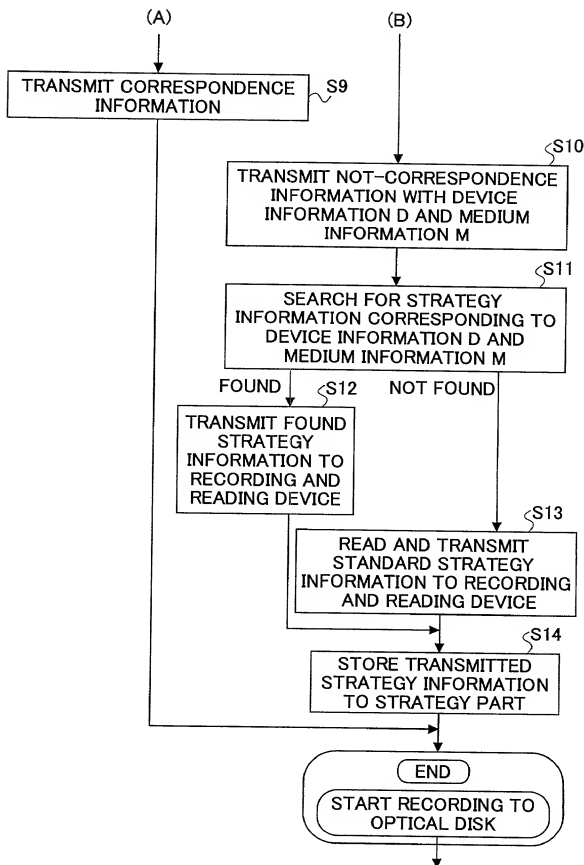 (A)
(B)
TRANSMIT CORRESPONDENCE
INFORMATION
S9
S10
TRANSMIT NOT-CORRESPONDENCE
INFORMATION WITH DEVICE
INFORMATION D AND MEDIUM
INFORMATION M
S11
SEARCH FOR STRATEGY
INFORMATION CORRESPONDING TO
DEVICE INFORMATION D AND
MEDIUM INFORMATION M
FOUND
S12
NOT FOUND
TRANSMIT FOUND
STRATEGY
INFORMATION TO
RECORDING AND
READING DEVICE
S13
READ AND TRANSMIT
STANDARD STRATEGY
INFORMATION TO RECORDING
AND READING DEVICE
S14
STORE TRANSMITTED
STRATEGY INFORMATION
TO STRATEGY PART
END
START RECORDING TO
OPTICAL DISK